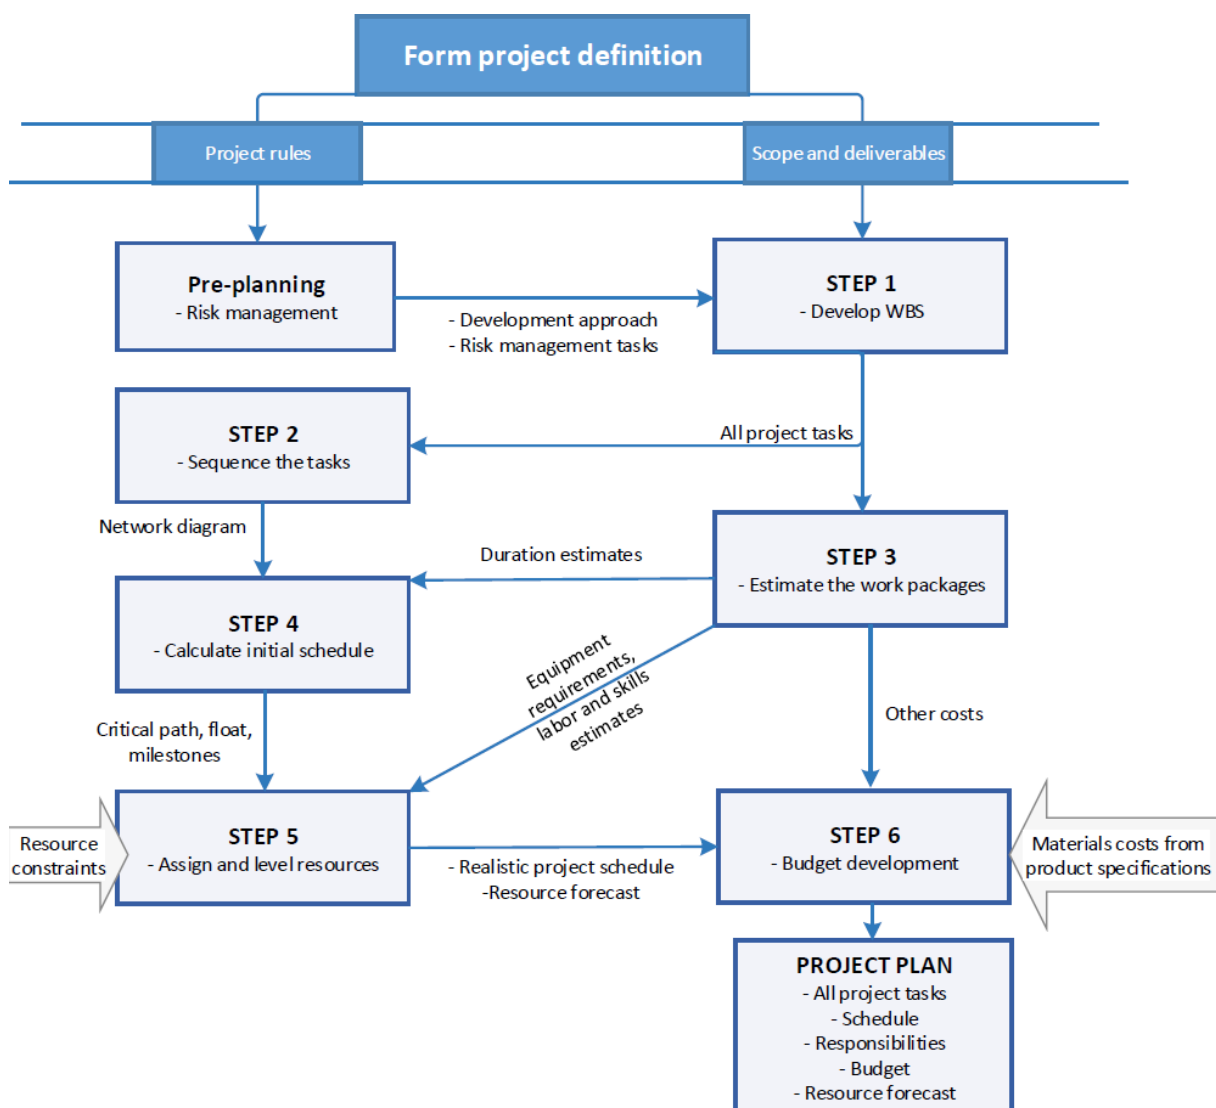 Form project definition
Project rules
Scope and deliverables
Pre-planning
- Risk management
- Development approach
- Risk management tasks
STEP 1
- Develop WBS
All project tasks
STEP 2
- Sequence the tasks
Network diagram
STEP 3
- Estimate the work packages
Duration estimates
STEP 4
- Calculate initial schedule
Equipment
requirements,
labor and skills
estimates
Other costs
Critical path, float,
milestones
Resource
constraints
STEP 5
- Assign and level resources
- Realistic project schedule
-Resource forecast
STEP 6
- Budget development
Materials costs from
product specifications
PROJECT PLAN
- All project tasks
- Schedule
- Responsibilities
- Budget
- Resource forecast